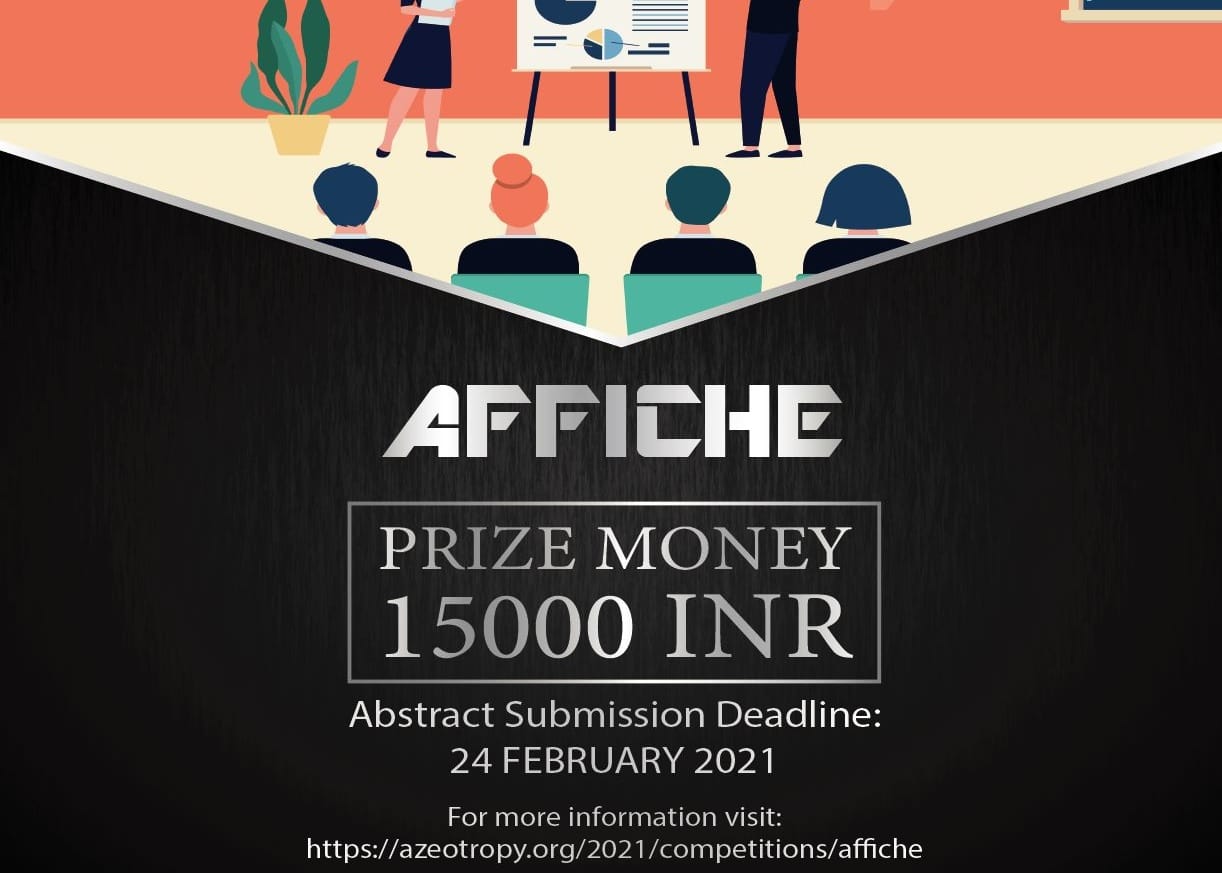 AFFICHE
PRIZE MONEY
15000 INR
Abstract Submission Deadline:
24 FEBRUARY 2021
For more information visit:
https://azeotropy.org/2021/competitions/affiche